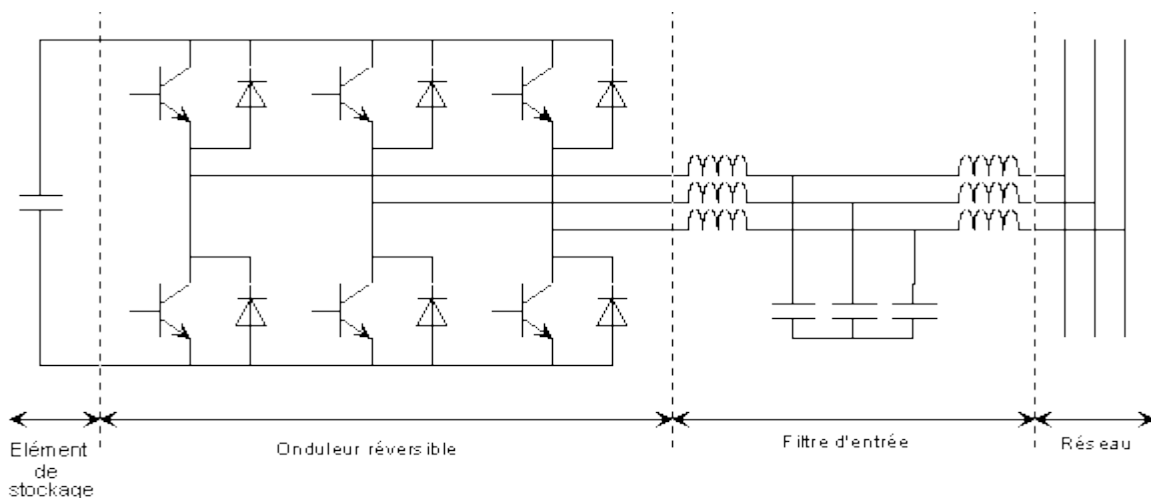 Elément
de
stockage
Onduleur réversible
Filtre d'entrée
Réseau